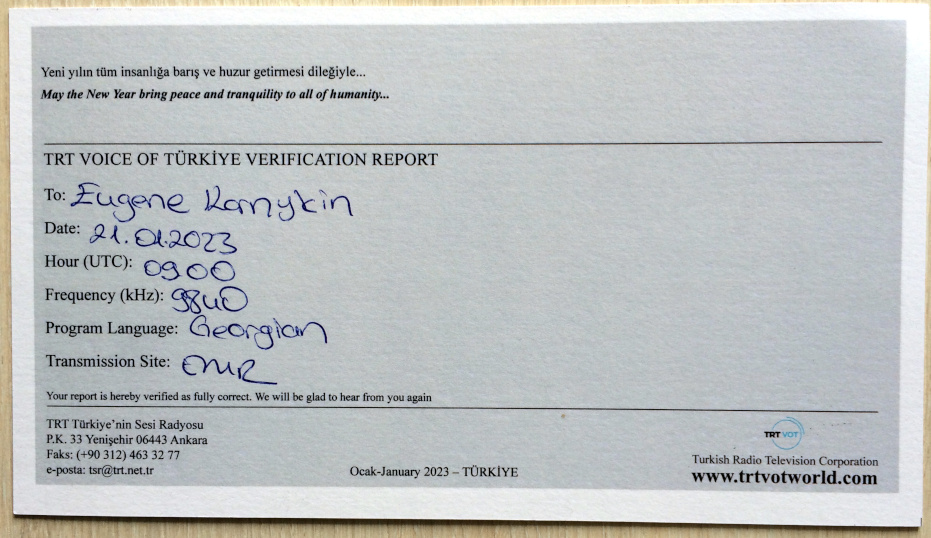 Yeni yılın tüm insanlığa barış ve huzur getirmesi dileğiyle...
May the New Year bring peace and tranquility to all of humanity...
TRT VOICE OF TÜRKİYE VERIFICATION REPORT
To: Eugene Kamykin
Date: 21.01.2023
Hour (UTC): 0900
Frequency (kHz): 9840
Program Language: Georgian
Transmission Site: EMR
Your report is hereby verified as fully correct. We will be glad to hear from you again
TRT Türkiye'nin Sesi Radyosu
P.K. 33 Yenişehir 06443 Ankara
Faks: (+90 312) 463 32 77
e-posta: tsr@trt.net.tr
Ocak-January 2023 – TÜRKİYE
TRT VOT
Turkish Radio Television Corporation
www.trtvotworld.com